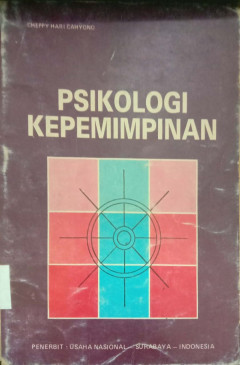 CHEPPY HARI CAHYONO
PSIKOLOGI
KEPEMIMPINAN
PENERBIT : USAHA NASIONAL – SURABAYA – INDONESIA